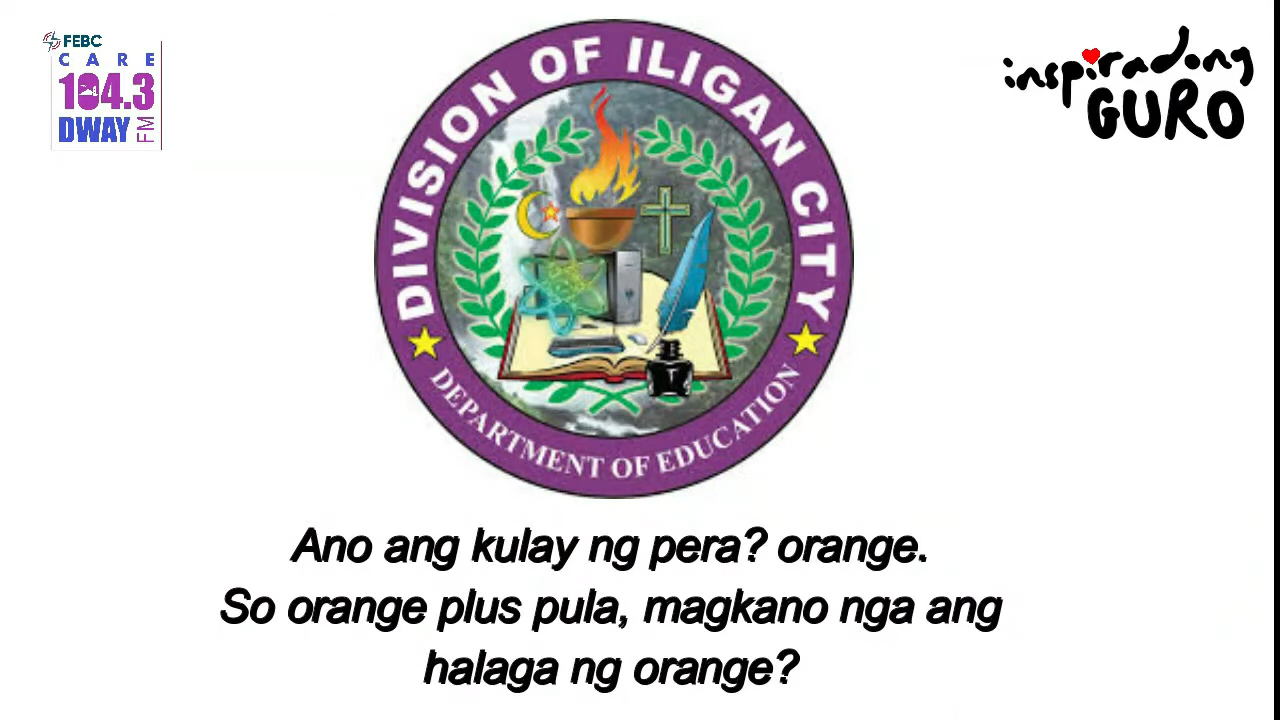 FEBC
CARE
104.3
DWAY FM
inspiradong
GURO
DIVISION OF ILIGAN CITY
DEPARTMENT OF EDUCATION
Ano ang kulay ng pera? orange.
So orange plus pula, magkano nga ang
halaga ng orange?